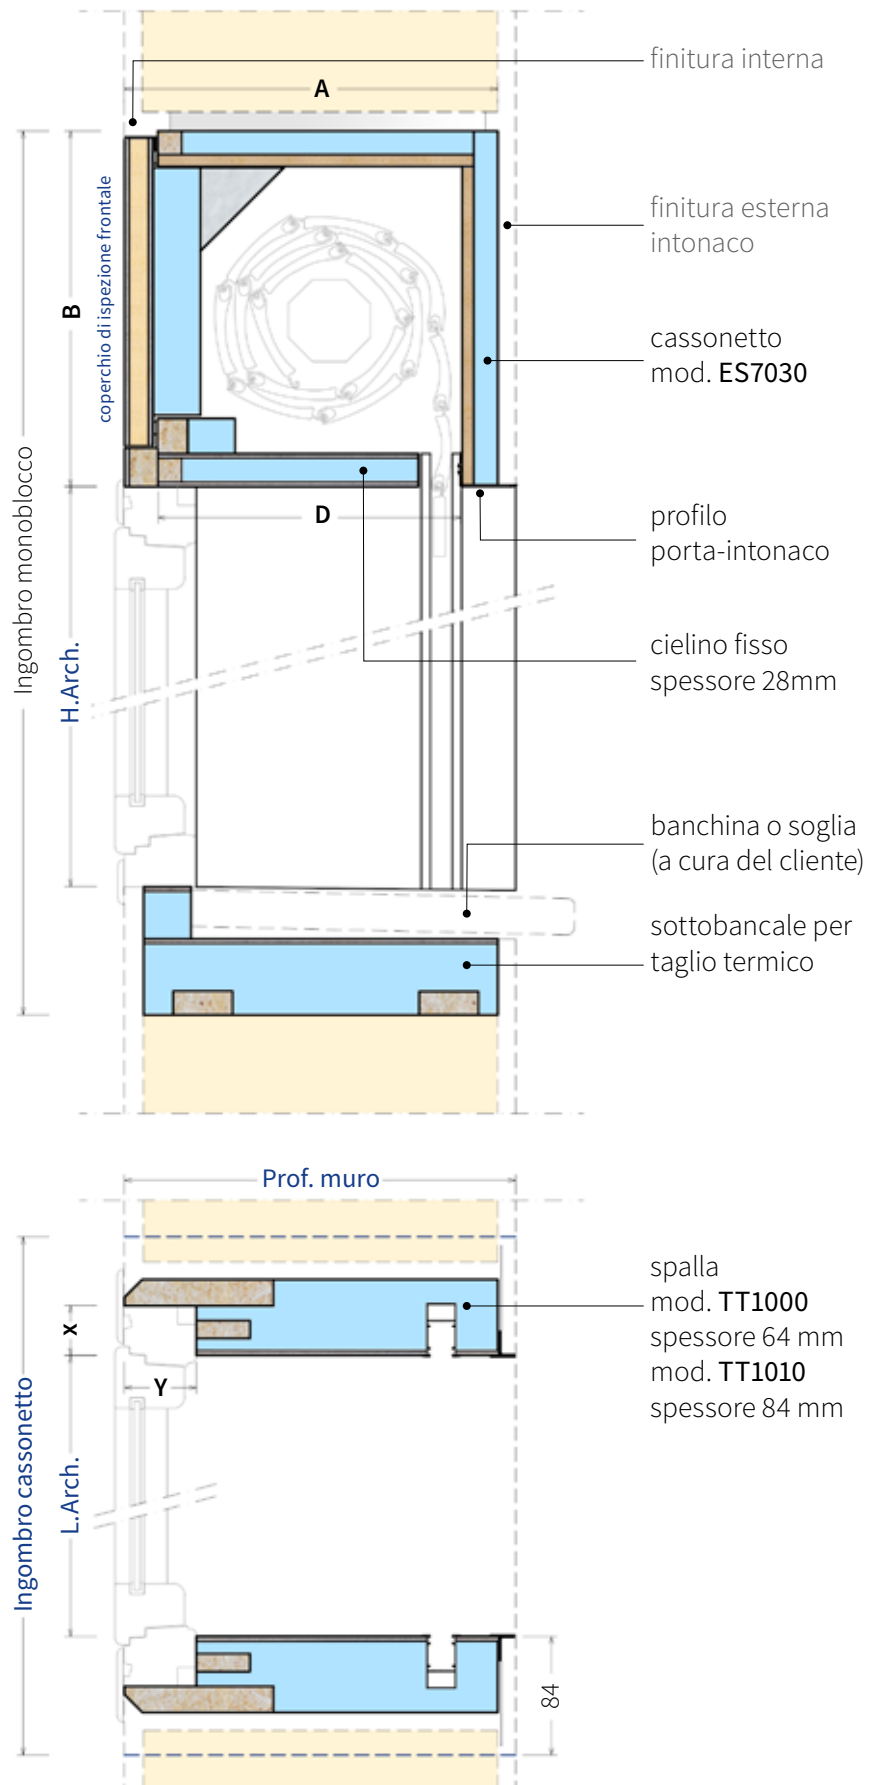 finitura interna
A
finitura esterna
intonaco
coperchio di ispezione frontale
B
cassonetto
mod. ES7030
Ingombro monoblocco
D
profilo
porta-intonaco
H.Arch.
cielino fisso
spessore 28mm
banchina o soglia
(a cura del cliente)
sottobancale per
taglio termico
Prof. muro
spalla
mod. TT1000
spessore 64 mm
mod. TT1010
spessore 84 mm
x
Y
Ingombro cassonetto
L.Arch.
84